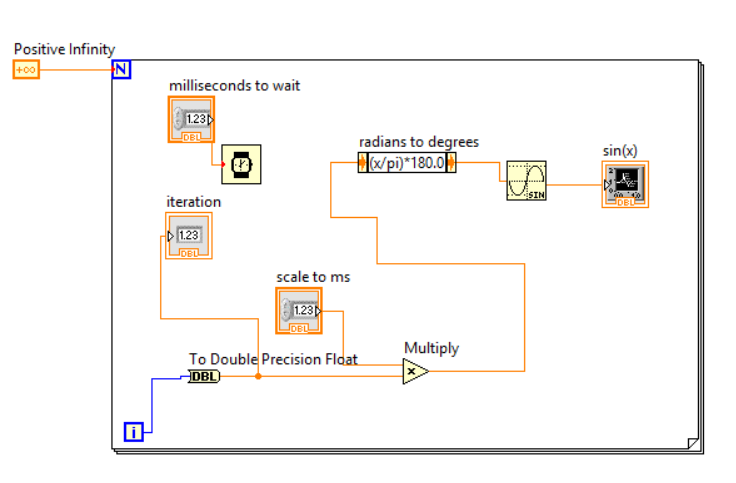 Positive Infinity
+∞
N
milliseconds to wait
1.23
DBL
radians to degrees
(x/pi)*180.0
SIN
sin(x)
DBL
iteration
1.23
DBL
scale to ms
1.23
DBL
To Double Precision Float
DBL
Multiply
x
i